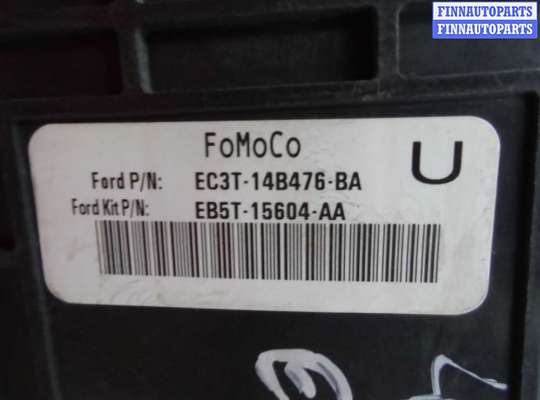 FINNAUTOPARTS
FINNAUTOPARTS
FoMoCo
U
Ford P/N: EC3T-14B476-BA
Ford Kit P/N: EB5T-15604-AA